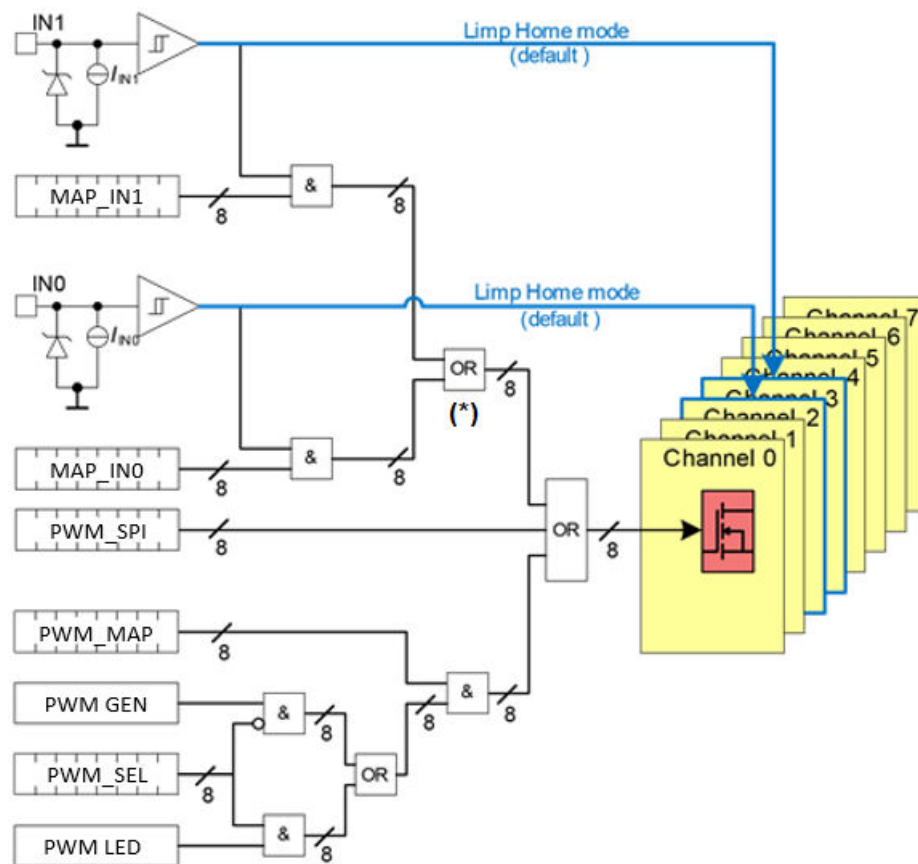 IN1
IIN1
Limp Home mode
(default )
&
MAP_IN1
8
8
IN0
IIN0
Limp Home mode
(default )
Channel 7
Channel 6
Channel 5
Channel 4
Channel 3
Channel 2
Channel 1
Channel 0
OR
8
(*)
&
MAP_IN0
8
8
PWM_SPI
8
OR
8
PWM_MAP
8
&
8
8
PWM GEN
&
8
PWM_SEL
8
OR
PWM LED
&
8